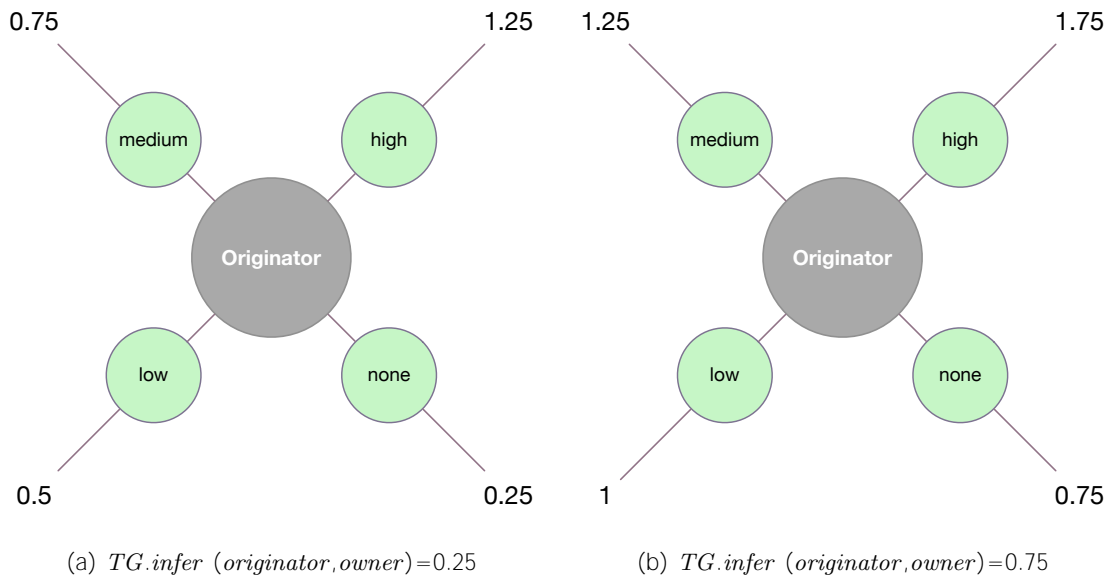 0.75
1.25
medium
high
Originator
low
none
0.5
0.25
(a) TG.infer (originator,owner)=0.25
1.25
1.75
medium
high
Originator
low
none
1
0.75
(b) TG.infer (originator,owner)=0.75